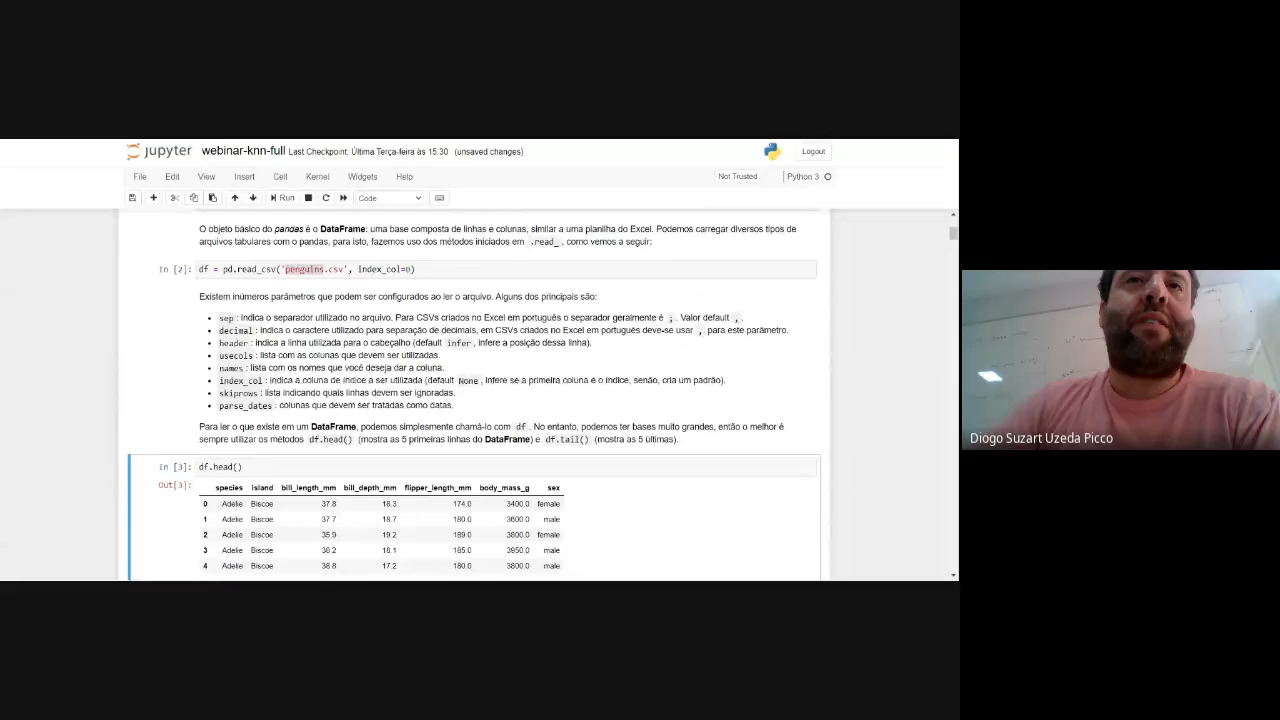 jupyter webinar-knn-full Last Checkpoint: Última Terça-feira às 15:30 (unsaved changes) Logout
File Edit View Insert Cell Kernel Widgets Help Not Trusted Python 3
Run Code
O objeto básico do pandas é o DataFrame: uma base composta de linhas e colunas, similar a uma planilha do Excel. Podemos carregar diversos tipos de
arquivos tabulares com o pandas, para isto, fazemos uso dos métodos iniciados em .read_, como vemos a seguir:
In [2]: df = pd.read_csv('penguins.csv', index_col=0)
Existem inúmeros parâmetros que podem ser configurados ao ler o arquivo. Alguns dos principais são:
• sep : indica o separador utilizado no arquivo. Para CSVs criados no Excel em português o separador geralmente é ; . Valor default , .
• decimal : indica o caractere utilizado para separação de decimais, em CSVs criados no Excel em português deve-se usar , para este parâmetro.
• header : indica a linha utilizada para o cabeçalho (default infer , infere a posição dessa linha).
• usecols : lista com as colunas que devem ser utilizadas.
• names : lista com os nomes que você deseja dar a coluna.
• index_col : indica a coluna de índice a ser utilizada (default None , infere se a primeira coluna é o índice, senão, cria um padrão).
• skiprows : lista indicando quais linhas devem ser ignoradas.
• parse_dates : colunas que devem ser tratadas como datas.
Para ler o que existe em um DataFrame, podemos simplesmente chamá-lo com df . No entanto, podemos ter bases muito grandes, então o melhor é
sempre utilizar os métodos df.head() (mostra as 5 primeiras linhas do DataFrame) e df.tail() (mostra as 5 últimas).
In [3]: df.head()
Out[3]: species island bill_length_mm bill_depth_mm flipper_length_mm body_mass_g sex
0 Adelie Biscoe 37.8 18.3 174.0 3400.0 female
1 Adelie Biscoe 37.7 18.7 180.0 3600.0 male
2 Adelie Biscoe 35.9 19.2 189.0 3800.0 female
3 Adelie Biscoe 38.2 18.1 185.0 3950.0 male
4 Adelie Biscoe 38.8 17.2 180.0 3800.0 male
Diogo Suzart Uzeda Picco